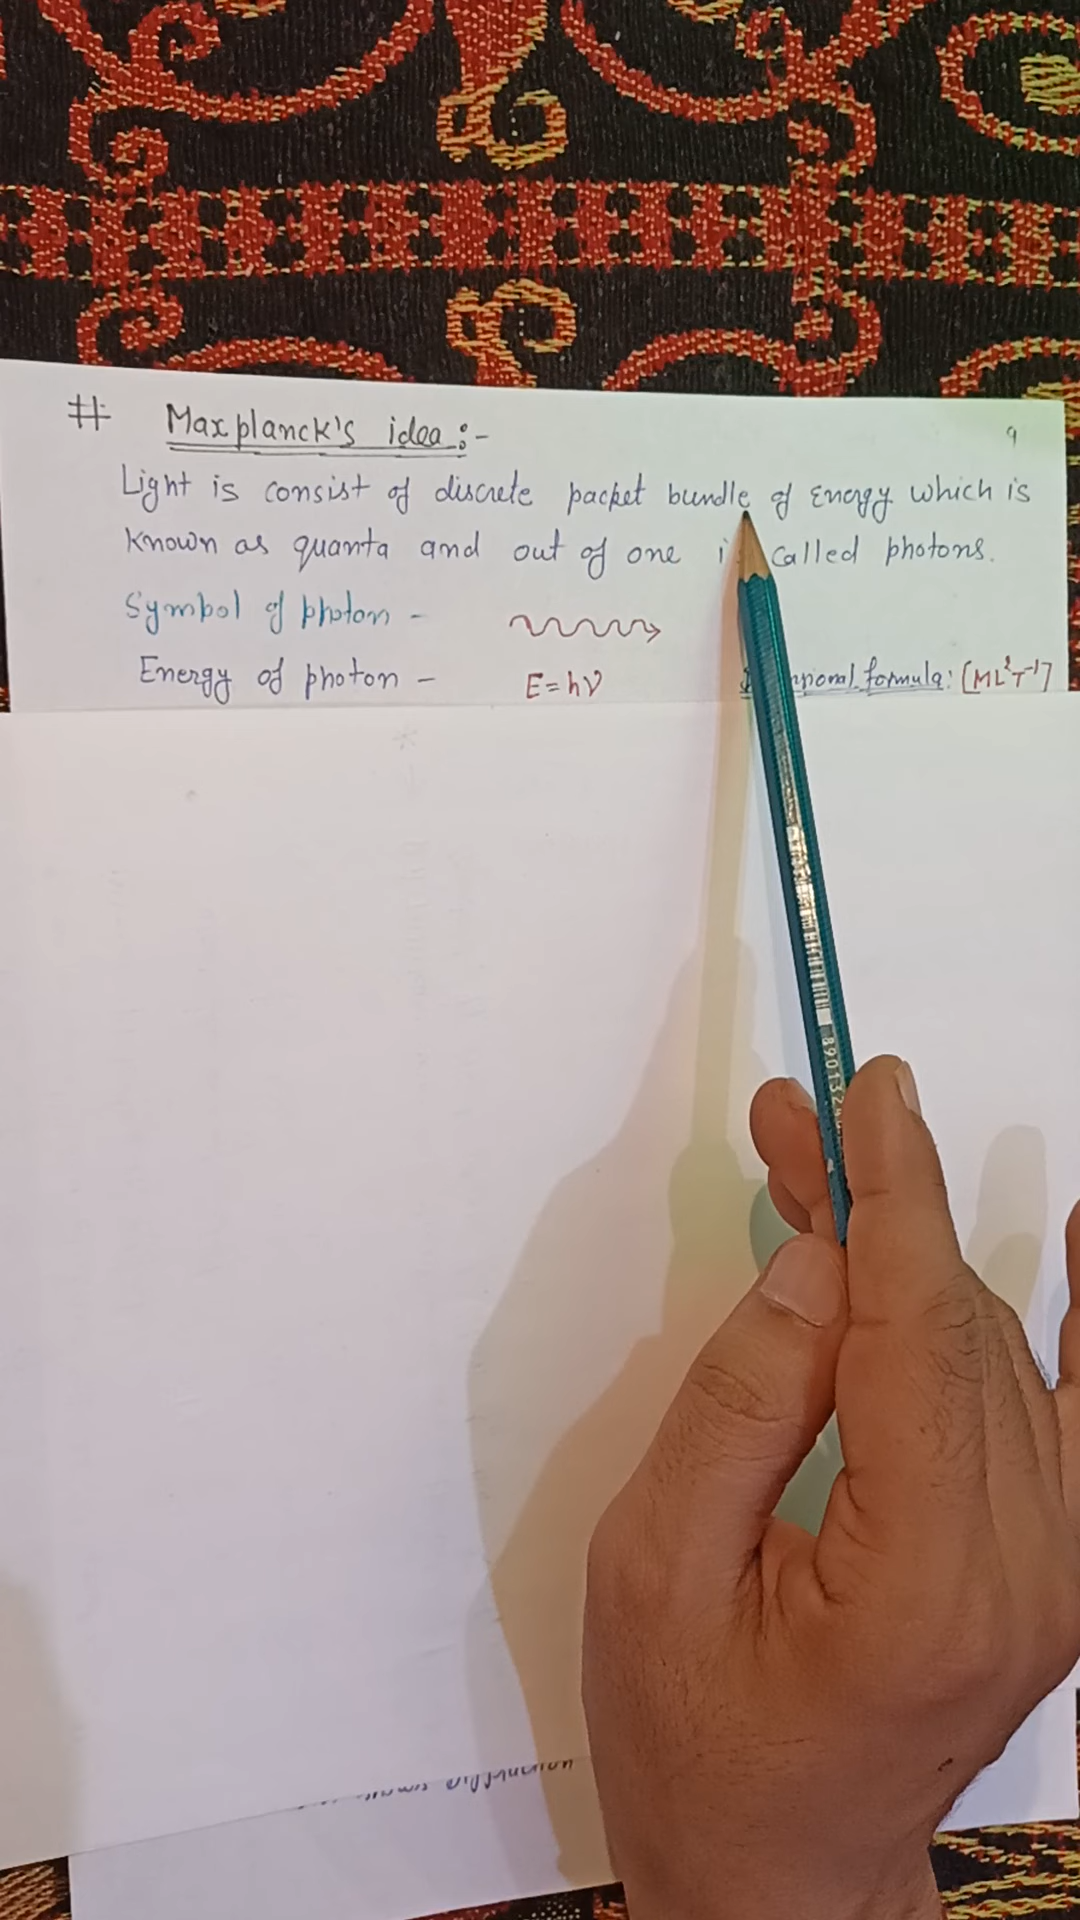 # Max planck's idea :-
9
Light is consist of discrete packet bundle of Energy which is
known as quanta and out of one called photons.
Symbol of photon -
Energy of photon - E = hν formula: [ML²T⁻¹]